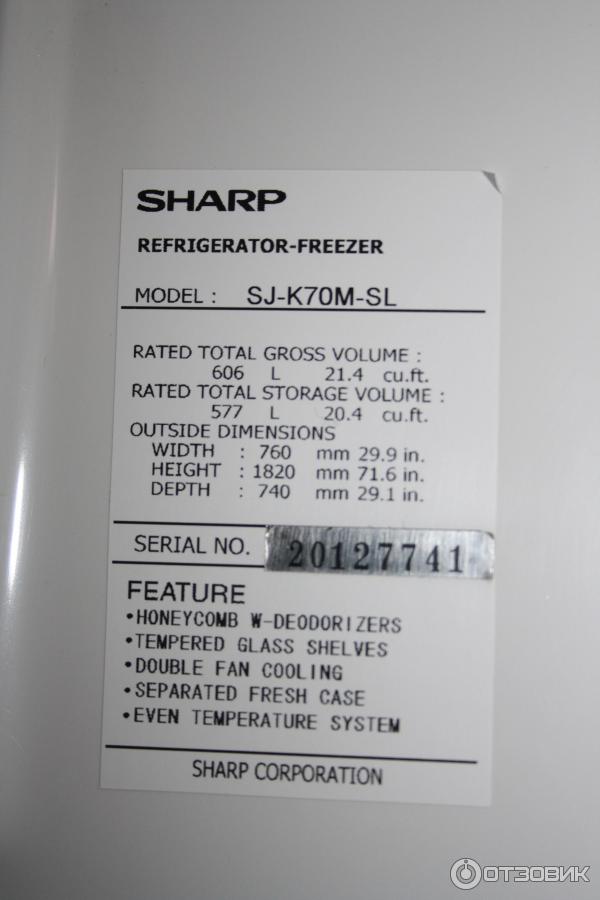 SHARP
REFRIGERATOR-FREEZER
MODEL : SJ-K70M-SL
RATED TOTAL GROSS VOLUME :
606 L 21.4 cu.ft.
RATED TOTAL STORAGE VOLUME :
577 L 20.4 cu.ft.
OUTSIDE DIMENSIONS
WIDTH : 760 mm 29.9 in.
HEIGHT : 1820 mm 71.6 in.
DEPTH : 740 mm 29.1 in.
SERIAL NO. 20127741
FEATURE
•HONEYCOMB W-DEODORIZERS
•TEMPERED GLASS SHELVES
•DOUBLE FAN COOLING
•SEPARATED FRESH CASE
•EVEN TEMPERATURE SYSTEM
SHARP CORPORATION
ОТЗОВИК